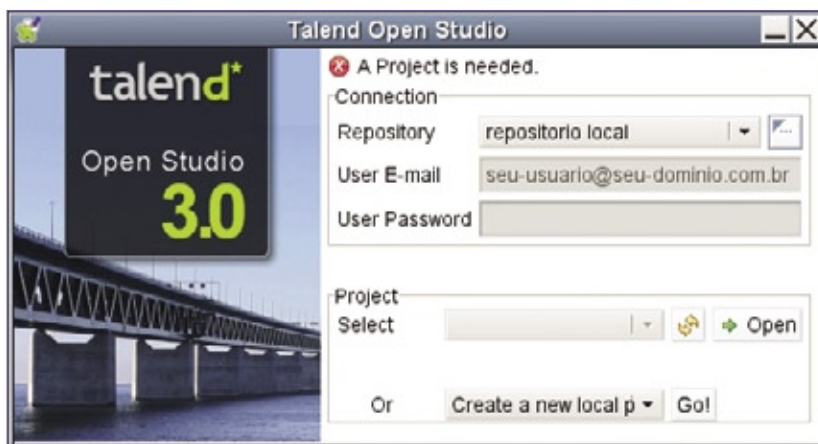 Talend Open Studio
talend*
Open Studio
3.0
A Project is needed.
Connection
Repository repositorio local
User E-mail seu-usuario@seu-dominio.com.br
User Password
Project
Select Open
Or Create a new local p Go!